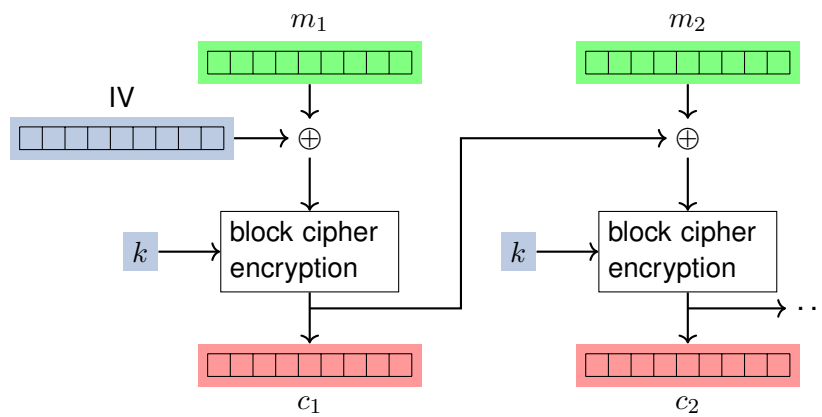 m₁
m₂
IV
⊕
⊕
k
block cipher
encryption
k
block cipher
encryption
. .
c₁
c₂